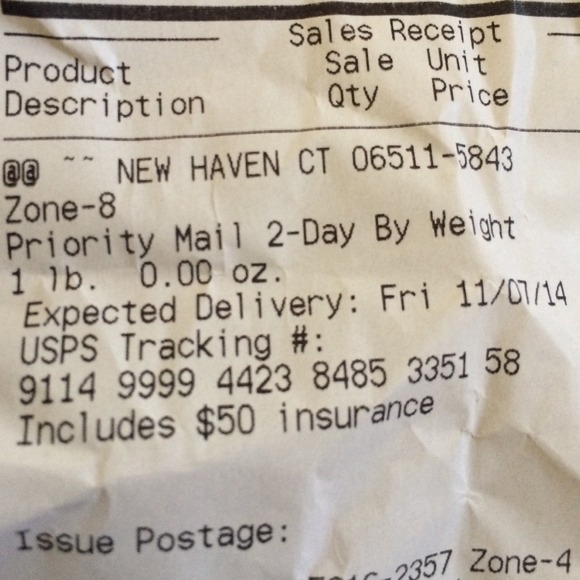 Sales Receipt
Product Sale Unit
Description Qty Price
@@ ~~ NEW HAVEN CT 06511-5843
Zone-8
Priority Mail 2-Day By Weight
1 lb. 0.00 oz.
Expected Delivery: Fri 11/07/14
USPS Tracking #:
9114 9999 4423 8485 3351 58
Includes $50 insurance
Issue Postage:
-2357 Zone-4